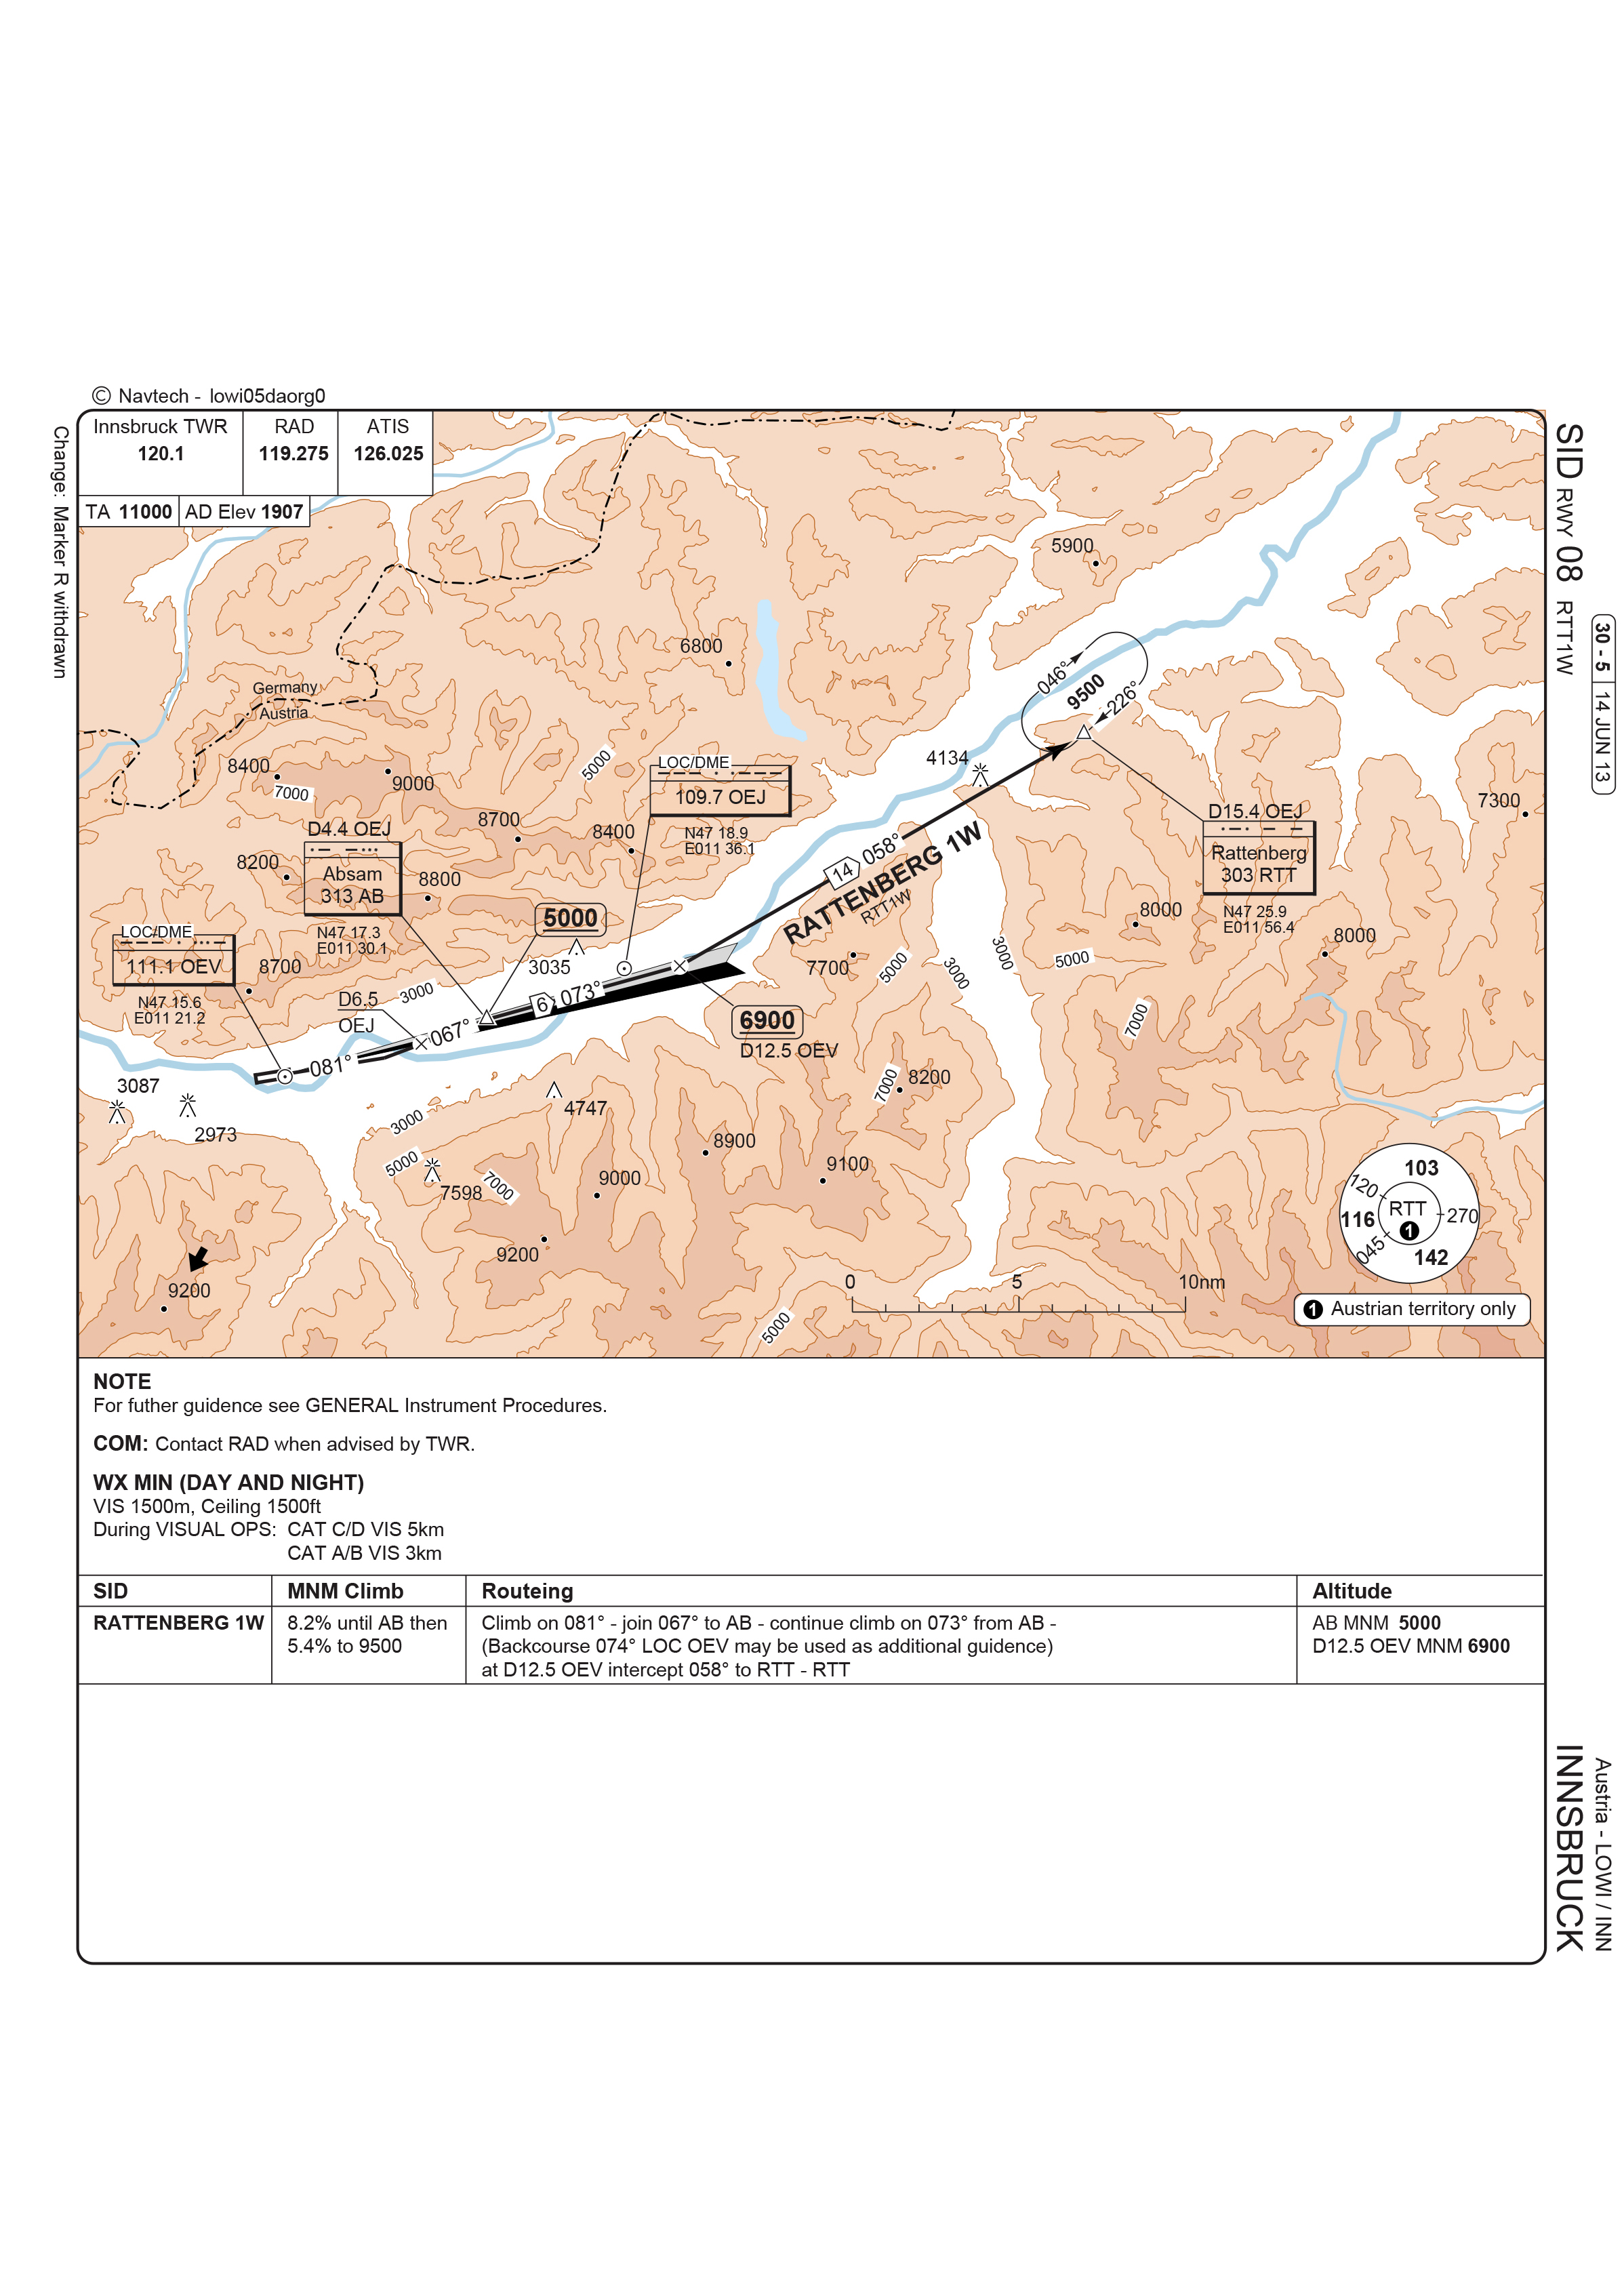 © Navtech - lowi05daorg0
Change: Marker R withdrawn
SID RWY 08 RTT1W
30 - 5 14 JUN 13
Innsbruck TWR RAD ATIS
120.1 119.275 126.025
TA 11000 AD Elev 1907
5900
6800
046°
9500
226°
Germany
Austria
8400
7000
9000
5000
4134
7300
LOC/DME
109.7 OEJ
N47 18.9
E011 36.1
D15.4 OEJ
Rattenberg
303 RTT
N47 25.9
E011 56.4
8700
8400
D4.4 OEJ
Absam
313 AB
N47 17.3
E011 30.1
8200
8800
14 058°
RATTENBERG 1W
RTT1W
5000
8000
8000
LOC/DME
111.1 OEV
N47 15.6
E011 21.2
8700
3035
7700
5000
3000
3000
5000
D6.5
OEJ
3000
6 073°
067°
081°
6900
D12.5 OEV
7000
3087
2973
3000
4747
7000
8200
8900
5000
7598
7000
9000
9100
9200
9200
103
120
116
RTT
1
270
045
142
0 5 10nm
5000
1 Austrian territory only
NOTE
For futher guidence see GENERAL Instrument Procedures.
COM: Contact RAD when advised by TWR.
WX MIN (DAY AND NIGHT)
VIS 1500m, Ceiling 1500ft
During VISUAL OPS: CAT C/D VIS 5km
CAT A/B VIS 3km
SID MNM Climb Routeing Altitude
RATTENBERG 1W 8.2% until AB then Climb on 081° - join 067° to AB - continue climb on 073° from AB - AB MNM 5000
5.4% to 9500 (Backcourse 074° LOC OEV may be used as additional guidence) D12.5 OEV MNM 6900
at D12.5 OEV intercept 058° to RTT - RTT
Austria - LOWI / INN
INNSBRUCK